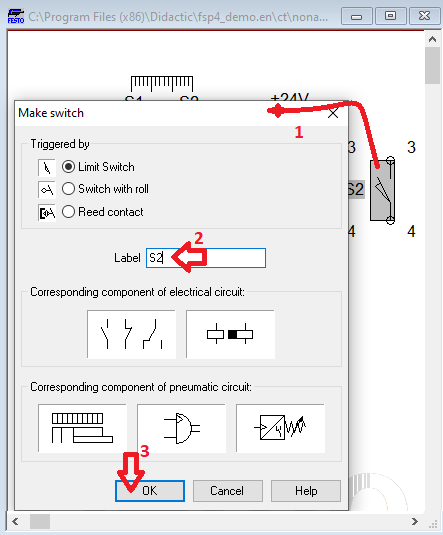 FESTO C:\Program Files (x86)\Didactic\fsp4_demo.en\ct\nona...
S1 S2 +24V
Make switch
1
Triggered by
Limit Switch
Switch with roll
Reed contact
3 3
S2
4 4
2
Label S2
Corresponding component of electrical circuit:
Corresponding component of pneumatic circuit:
3
OK Cancel Help